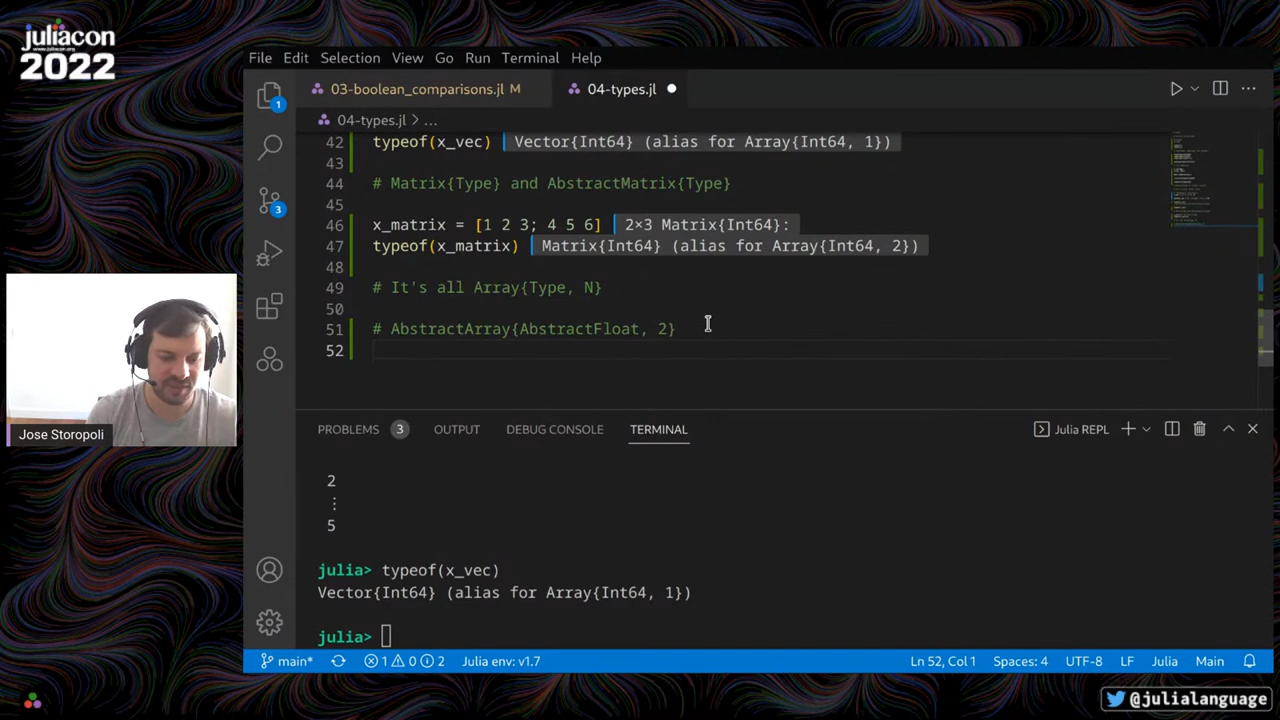 juliacon
www.juliacon.org
2022
File Edit Selection View Go Run Terminal Help
03-boolean_comparisons.jl M
04-types.jl
04-types.jl > ...
42 typeof(x_vec) Vector{Int64} (alias for Array{Int64, 1})
43
44 # Matrix{Type} and AbstractMatrix{Type}
45
46 x_matrix = [1 2 3; 4 5 6] 2×3 Matrix{Int64}:
47 typeof(x_matrix) Matrix{Int64} (alias for Array{Int64, 2})
48
49 # It's all Array{Type, N}
50
51 # AbstractArray{AbstractFloat, 2}
52
1
3
Jose Storopoli
PROBLEMS 3 OUTPUT DEBUG CONSOLE TERMINAL Julia REPL
2
⋮
5
julia> typeof(x_vec)
Vector{Int64} (alias for Array{Int64, 1})
julia>
main* 1 0 2 Julia env: v1.7 Ln 52, Col 1 Spaces: 4 UTF-8 LF Julia Main
@julialanguage